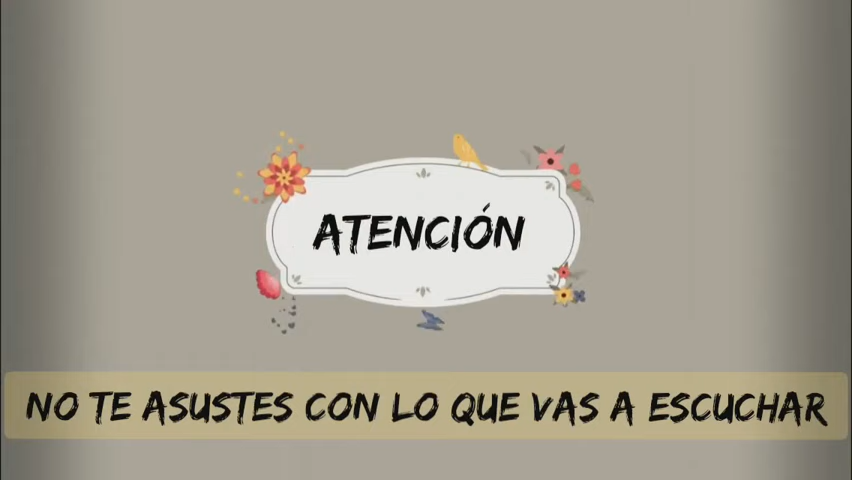 ATENCIÓN
NO TE ASUSTES CON LO QUE VAS A ESCUCHAR